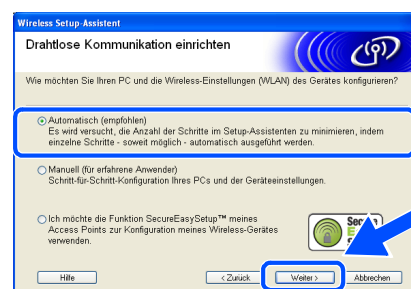 Wireless Setup-Assistent
Drahtlose Kommunikation einrichten
Wie möchten Sie Ihren PC und die Wireless-Einstellungen (WLAN) des Gerätes konfigurieren?
Automatisch (empfohlen)
Es wird versucht, die Anzahl der Schritte im Setup-Assistenten zu minimieren, indem
einzelne Schritte - soweit möglich - automatisch ausgeführt werden.
Manuell (für erfahrene Anwender)
Schritt-für-Schritt-Konfiguration Ihres PCs und der Geräteeinstellungen.
Ich möchte die Funktion SecureEasySetup™ meines
Access Points zur Konfiguration meines Wireless-Gerätes
verwenden.
Hilfe
< Zurück
Weiter >
Abbrechen